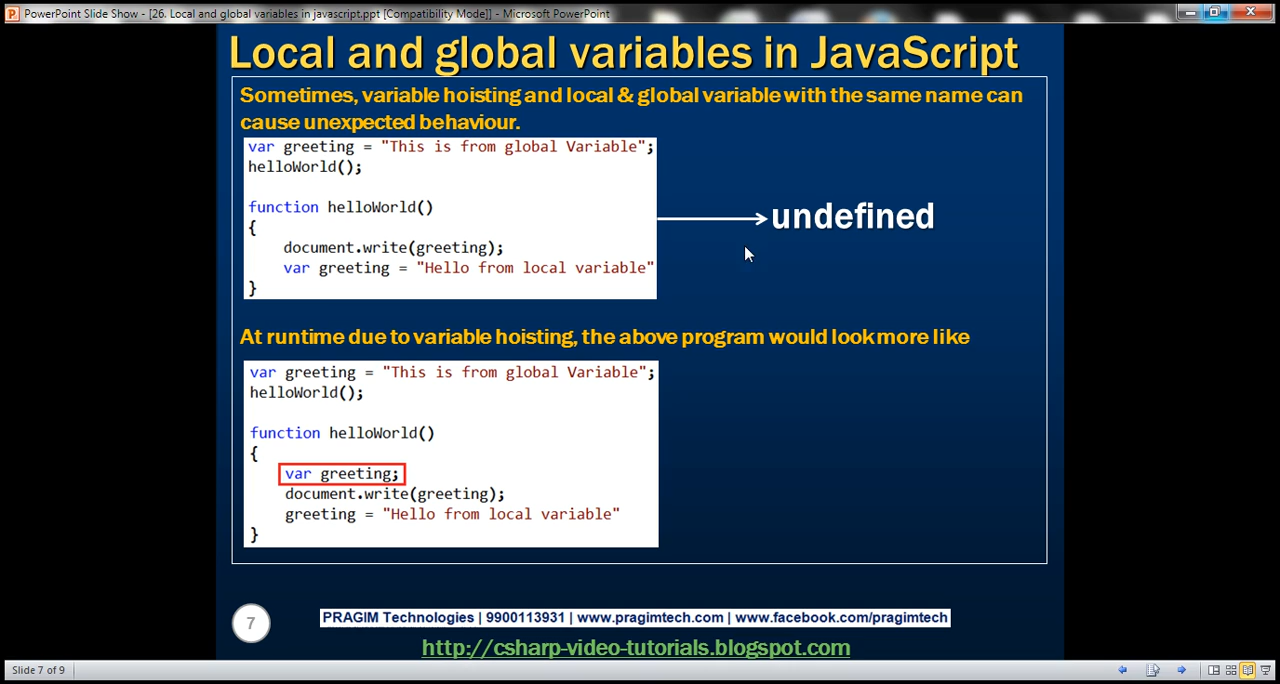 PowerPoint Slide Show - [26. Local and global variables in javascript.ppt [Compatibility Mode]] - Microsoft PowerPoint
Local and global variables in JavaScript
Sometimes, variable hoisting and local & global variable with the same name can
cause unexpected behaviour.
var greeting = "This is from global Variable";
helloWorld();
function helloWorld()
{
document.write(greeting);
var greeting = "Hello from local variable"
}
undefined
At runtime due to variable hoisting, the above program would look more like
var greeting = "This is from global Variable";
helloWorld();
function helloWorld()
{
var greeting;
document.write(greeting);
greeting = "Hello from local variable"
}
7
PRAGIM Technologies | 9900113931 | www.pragimtech.com | www.facebook.com/pragimtech
http://csharp-video-tutorials.blogspot.com
Slide 7 of 9